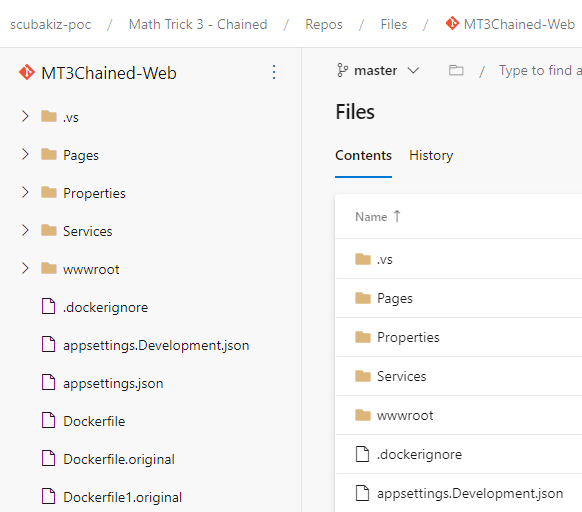 scubakiz-poc / Math Trick 3 - Chained / Repos / Files / MT3Chained-Web
MT3Chained-Web
.vs
Pages
Properties
Services
wwwroot
.dockerignore
appsettings.Development.json
appsettings.json
Dockerfile
Dockerfile.original
Dockerfile1.original
master / Type to find a
Files
Contents History
Name ↑
.vs
Pages
Properties
Services
wwwroot
.dockerignore
appsettings.Development.json